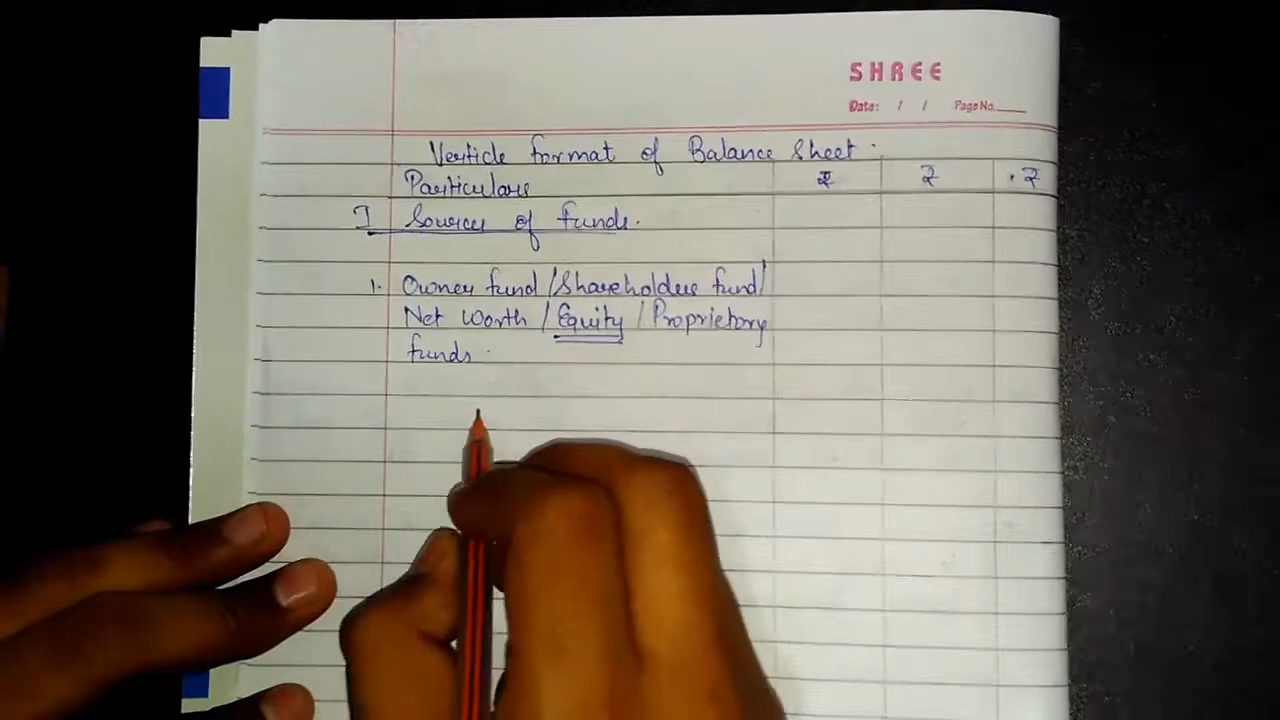 SHREE
Date: / / Page No.
Verticle format of Balance Sheet.
Particulars ₹ ₹ ₹
I Sources of funds.
1. Owner fund / Shareholders fund /
Net worth / Equity / Proprietory
funds.